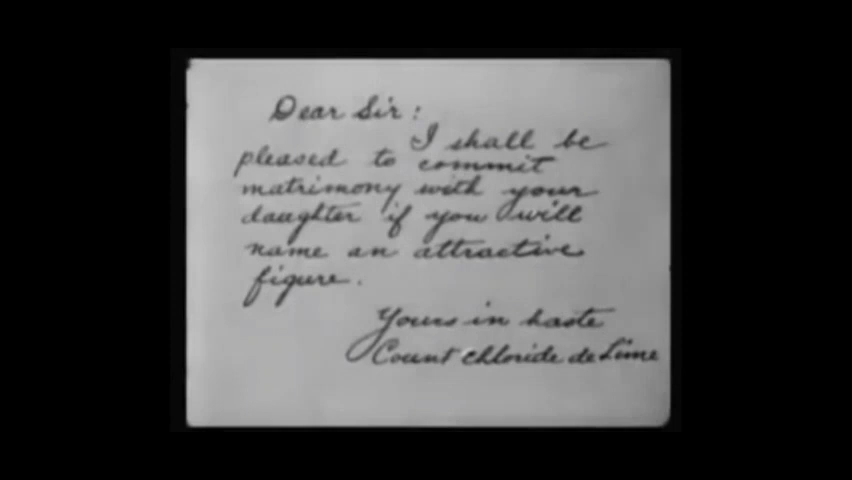 Dear Sir:
I shall be
pleased to commit
matrimony with your
daughter if you will
name an attractive
figure.
Yours in haste
Count Chloride de Lime